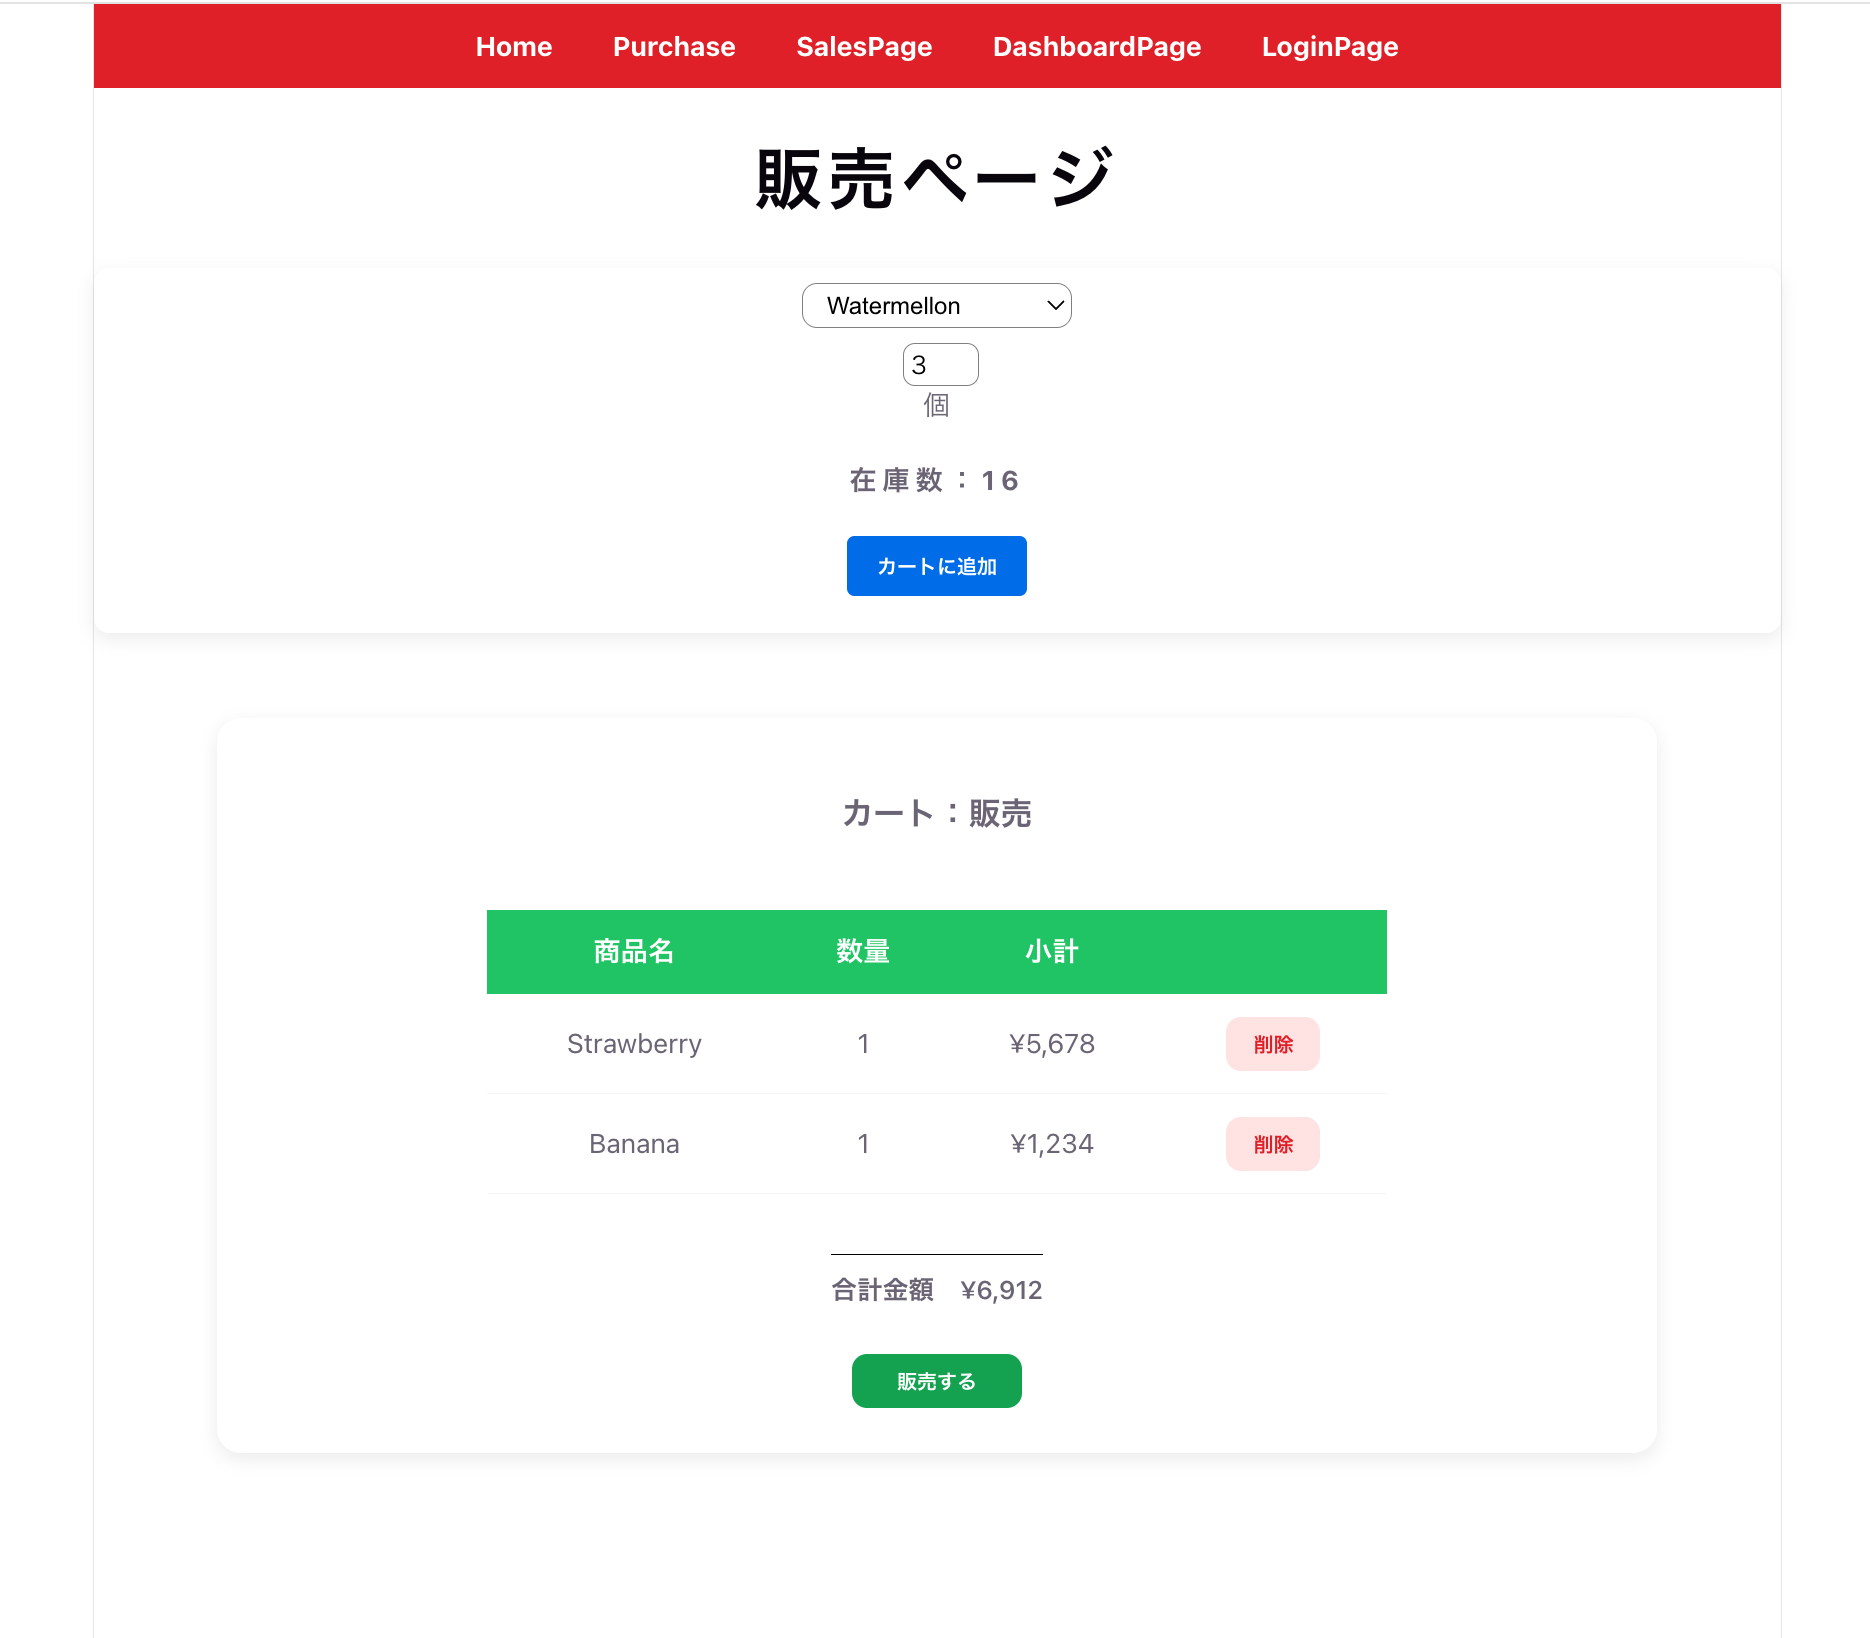 Home Purchase SalesPage DashboardPage LoginPage
販売ページ
Watermellon
3
個
在庫数：16
カートに追加
カート：販売
商品名 数量 小計
Strawberry 1 ¥5,678 削除
Banana 1 ¥1,234 削除
合計金額　¥6,912
販売する